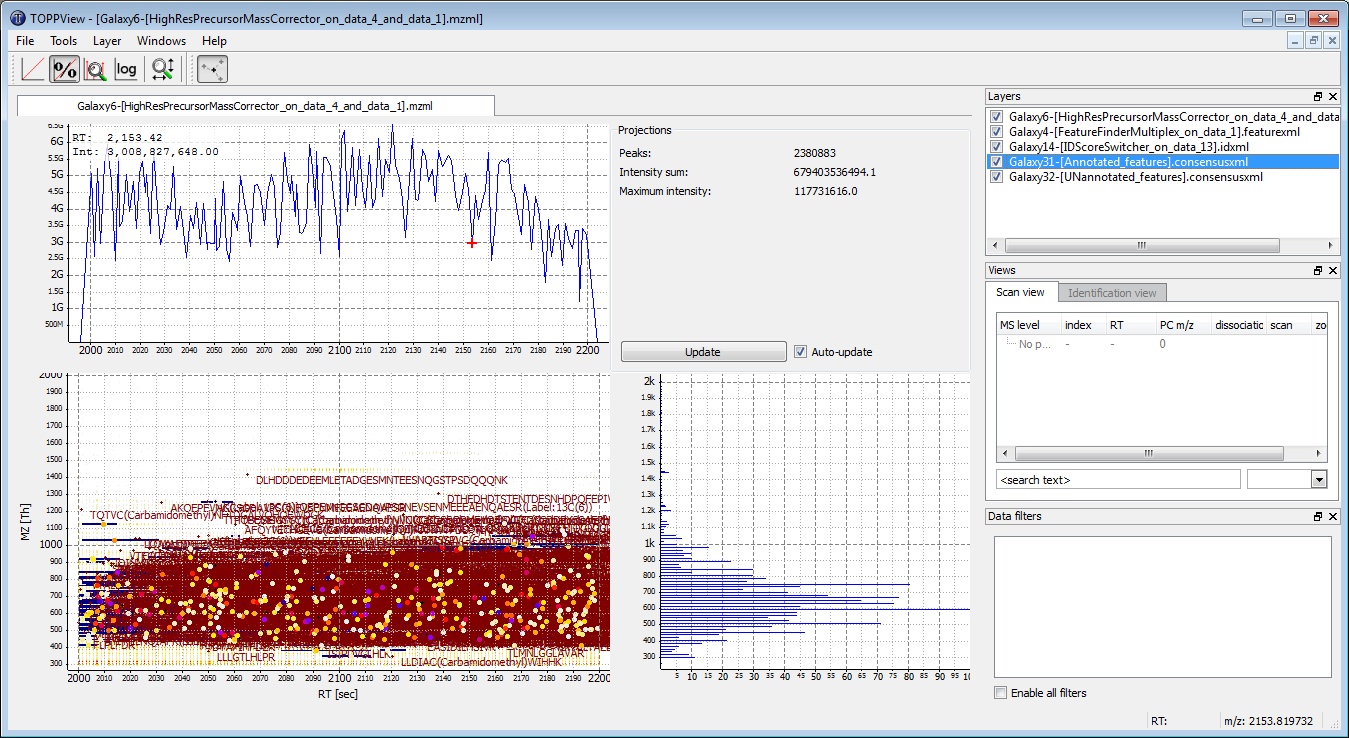 TOPPView - [Galaxy6-[HighResPrecursorMassCorrector_on_data_4_and_data_1].mzml]
File Tools Layer Windows Help
% log
Galaxy6-[HighResPrecursorMassCorrector_on_data_4_and_data_1].mzml
RT: 2,153.42
Int: 3,008,827,648.00
6.5G
6G
5.5G
5G
4.5G
4G
3.5G
3G
2.5G
2G
1.5G
1G
500M
2000 2010 2020 2030 2040 2050 2060 2070 2080 2090 2100 2110 2120 2130 2140 2150 2160 2170 2180 2190 2200
Projections
Peaks: 2380883
Intensity sum: 679403536494.1
Maximum intensity: 117731616.0
Update Auto-update
MZ [Th]
2000
1900
1800
1700
1600
1500
1400
1300
1200
1100
1000
900
800
700
600
500
400
300
DLHDDDEDEEMLETADGESMNTEESNQGSTPSDQQQNK
TQTVC(Carbamidomethyl)
LLLGTLHLPR
TLMNLGGLAVAR
LLDIAC(Carbamidomethyl)WIHHK
2000 2010 2020 2030 2040 2050 2060 2070 2080 2090 2100 2110 2120 2130 2140 2150 2160 2170 2180 2190 2200
RT [sec]
2k
1.9k
1.8k
1.7k
1.6k
1.5k
1.4k
1.3k
1.2k
1.1k
1k
900
800
700
600
500
400
300
5 10 15 20 25 30 35 40 45 50 55 60 65 70 75 80 85 90 95 10
Layers
Galaxy6-[HighResPrecursorMassCorrector_on_data_4_and_data
Galaxy4-[FeatureFinderMultiplex_on_data_1].featurexml
Galaxy14-[IDScoreSwitcher_on_data_13].idxml
Galaxy31-[Annotated_features].consensusxml
Galaxy32-[UNannotated_features].consensusxml
Views
Scan view Identification view
MS level index RT PC m/z dissociatic scan zo
No p... - - 0
<search text>
Data filters
Enable all filters
RT: m/z: 2153.819732